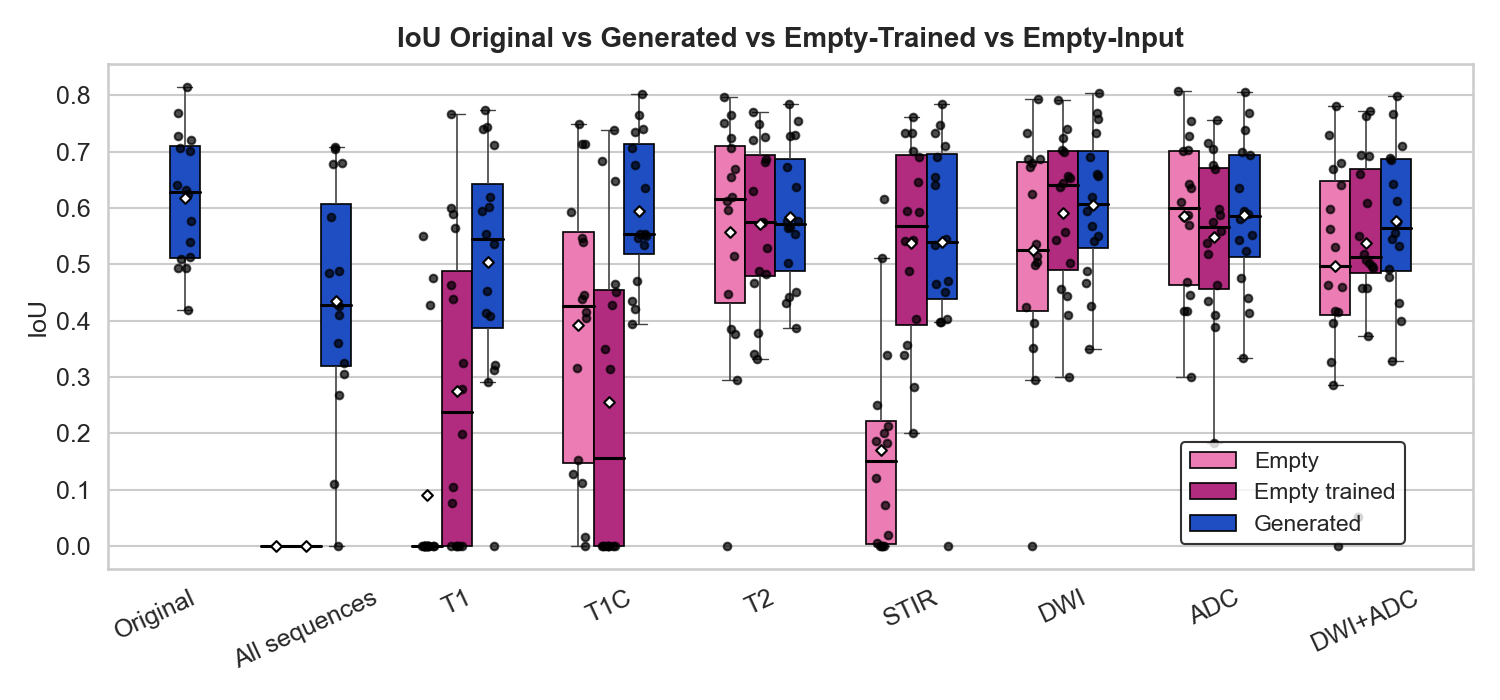 IoU Original vs Generated vs Empty-Trained vs Empty-Input
IoU
0.8
0.7
0.6
0.5
0.4
0.3
0.2
0.1
0.0
Original
All sequences
T1
T1C
T2
STIR
DWI
ADC
DWI+ADC
Empty
Empty trained
Generated